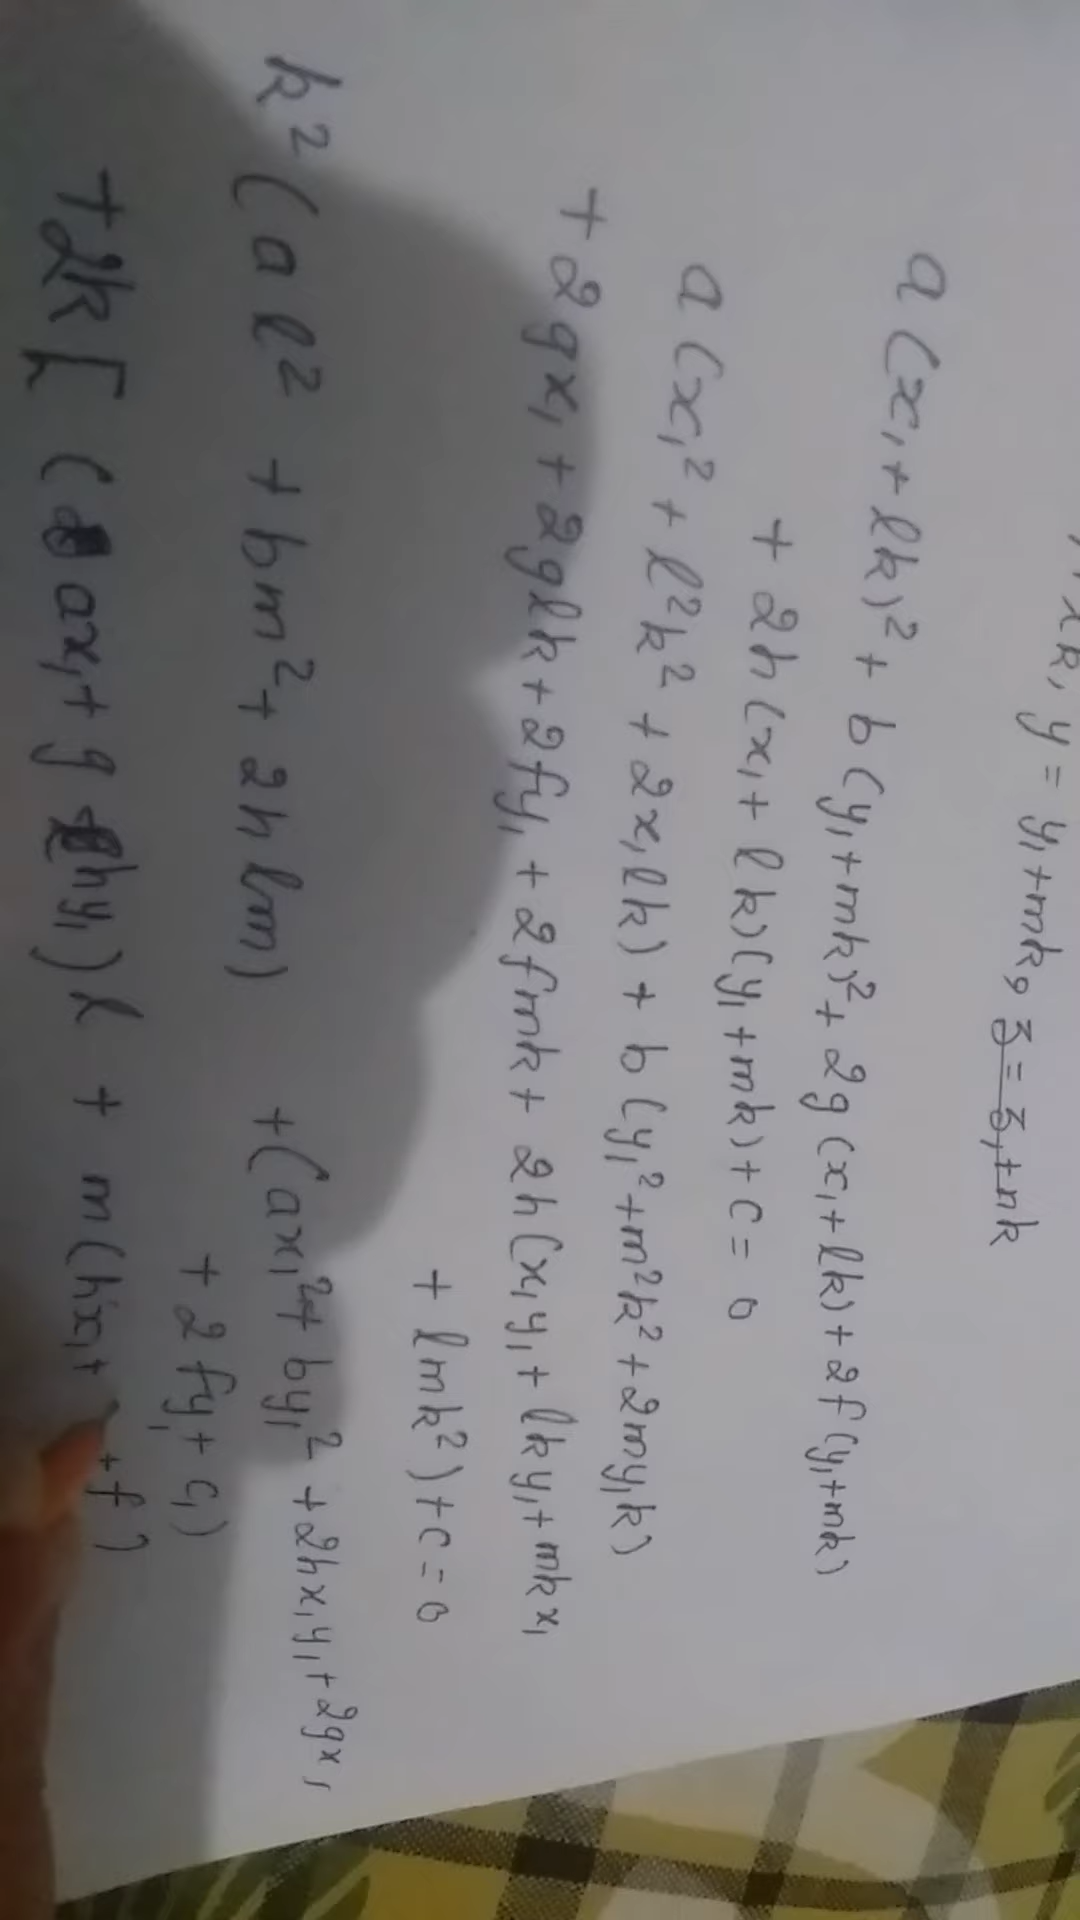 x k, y = y₁+mk, z = z₁+nk
a (x₁+lk)² + b(y₁+mk)² + 2g (x₁+lk) + 2f(y₁+mk)
+ 2h (x₁+ lk)(y₁+mk)+c = 0
a (x₁² + l²k² + 2x₁lk) + b (y₁²+m²k²+2my₁k)
+ 2gx₁ + 2glk+2fy₁ + 2fmk+ 2h(x₁y₁+lky₁+mkx₁
+ lmk²)+c=0
k² (al² + bm²+ 2hlm) +(ax₁²+ by₁² +2hx₁y₁+2gx₁
+ 2fy₁+ c₁)
+2k[ (ax₁+ g hy₁)l + m(hx₁+ +f)